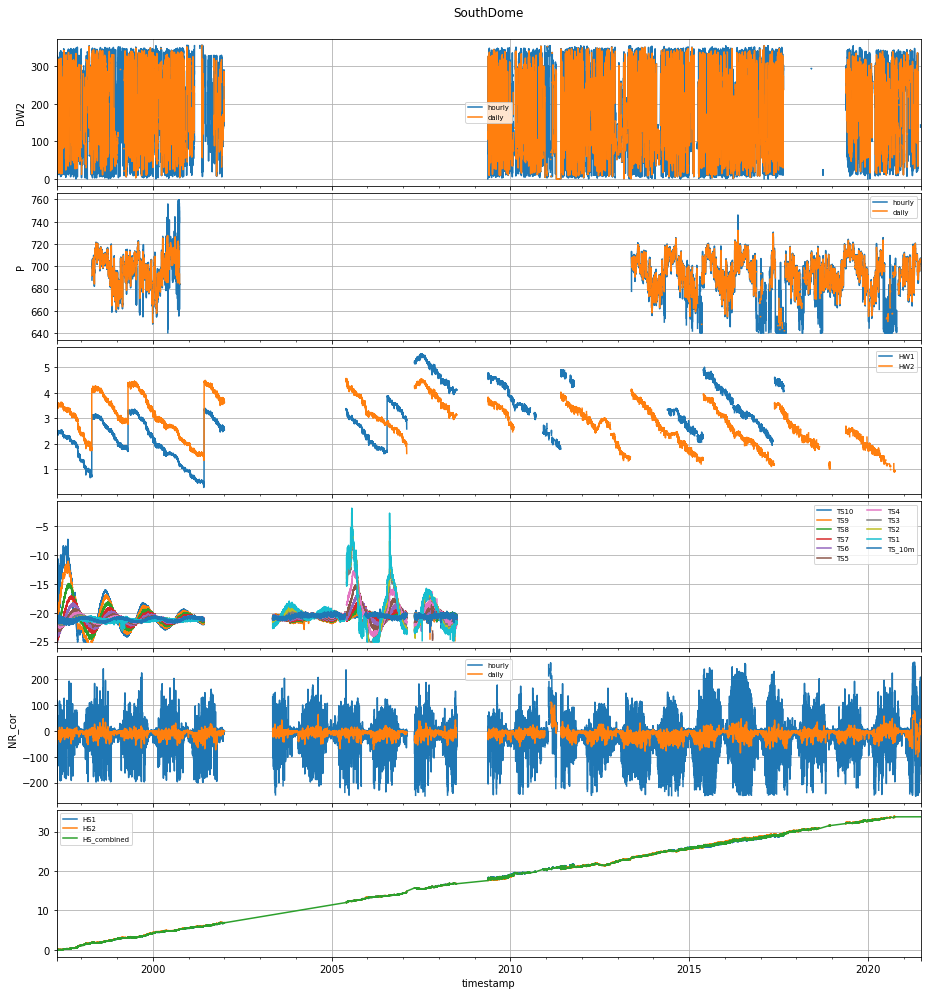 SouthDome
300
200
100
0
DW2
hourly
daily
760
740
720
700
680
660
640
P
hourly
daily
5
4
3
2
1
HW1
HW2
−5
−10
−15
−20
−25
TS10 TS4
TS9 TS3
TS8 TS2
TS7 TS1
TS6 TS_10m
TS5
200
100
0
−100
−200
NR_cor
hourly
daily
30
20
10
0
HS1
HS2
HS_combined
2000 2005 2010 2015 2020
timestamp